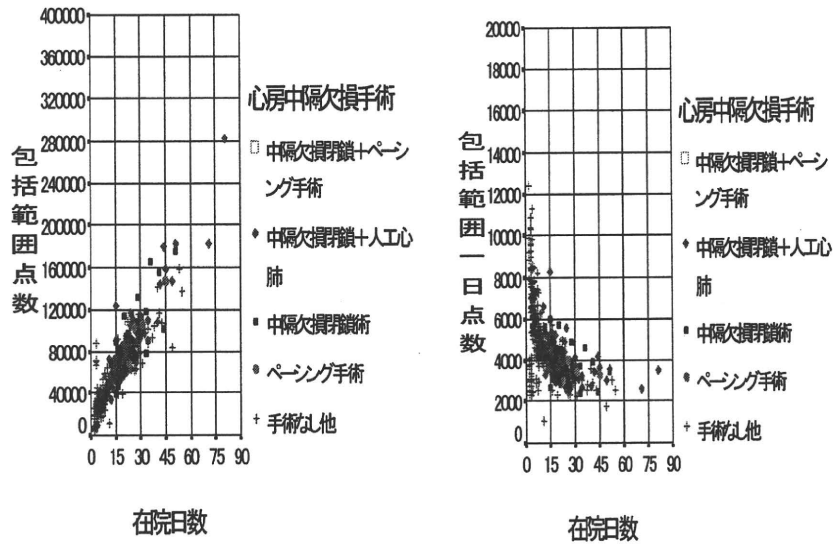 400000
360000
320000
280000
240000
200000
180000
160000
120000
80000
40000
0
包括範囲点数
0 15 30 45 60 75 90
在院日数
心房中隔欠損手術
中隔欠損閉鎖+ペーシ
ング手術
中隔欠損閉鎖+人工心
肺
中隔欠損閉鎖術
ペーシング手術
手術なし他
20000
18000
16000
14000
12000
10000
8000
6000
4000
2000
0
包括範囲一日点数
0 15 30 45 60 75 90
在院日数
心房中隔欠損手術
中隔欠損閉鎖+ペーシ
ング手術
中隔欠損閉鎖+人工心
肺
中隔欠損閉鎖術
ペーシング手術
手術なし他